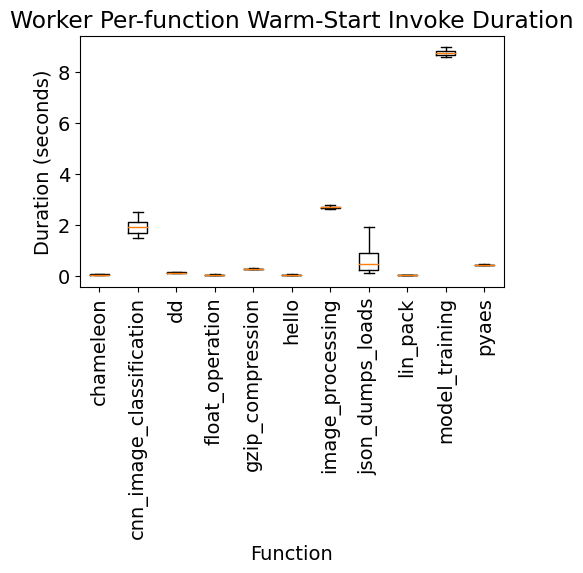 Worker Per-function Warm-Start Invoke Duration
Duration (seconds)
8
6
4
2
0
chameleon
cnn_image_classification
dd
float_operation
gzip_compression
hello
image_processing
json_dumps_loads
lin_pack
model_training
pyaes
Function